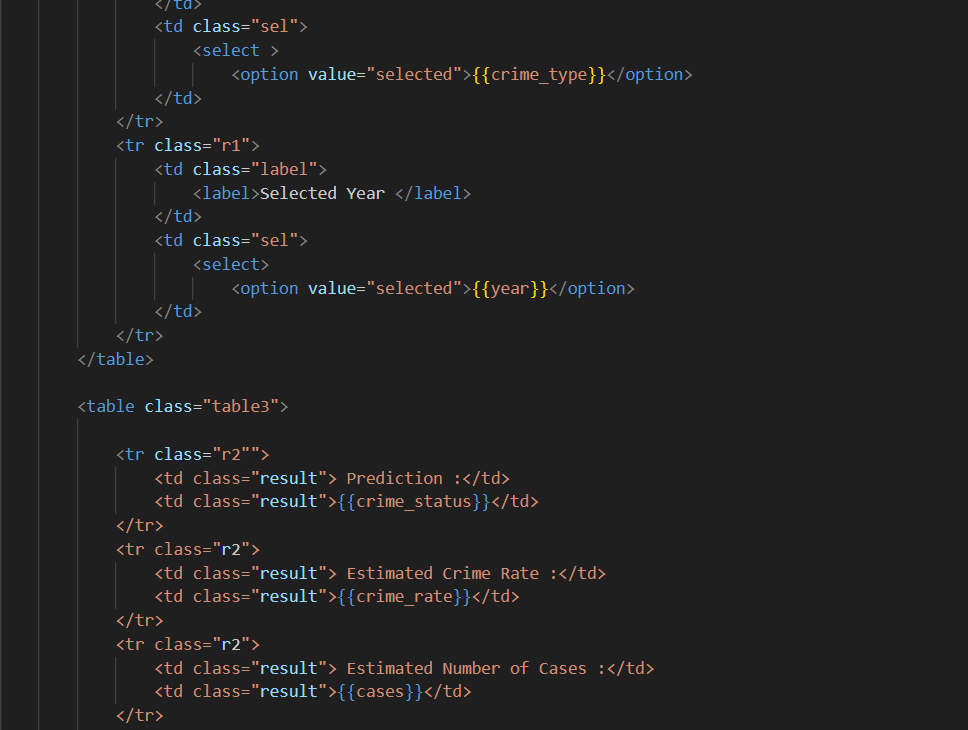 </td>
<td class="sel">
<select >
<option value="selected">{{crime_type}}</option>
</td>
</tr>
<tr class="r1">
<td class="label">
<label>Selected Year </label>
</td>
<td class="sel">
<select>
<option value="selected">{{year}}</option>
</td>
</tr>
</table>
<table class="table3">
<tr class="r2"">
<td class="result"> Prediction :</td>
<td class="result">{{crime_status}}</td>
</tr>
<tr class="r2">
<td class="result"> Estimated Crime Rate :</td>
<td class="result">{{crime_rate}}</td>
</tr>
<tr class="r2">
<td class="result"> Estimated Number of Cases :</td>
<td class="result">{{cases}}</td>
</tr>